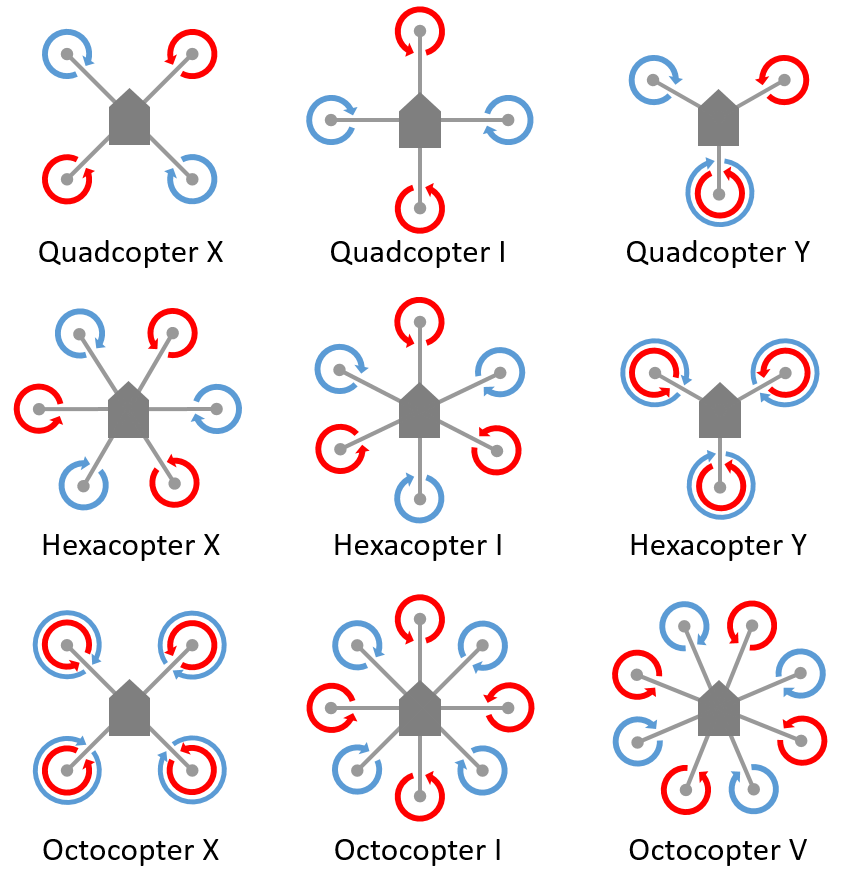 Quadcopter X
Quadcopter I
Quadcopter Y
Hexacopter X
Hexacopter I
Hexacopter Y
Octocopter X
Octocopter I
Octocopter V